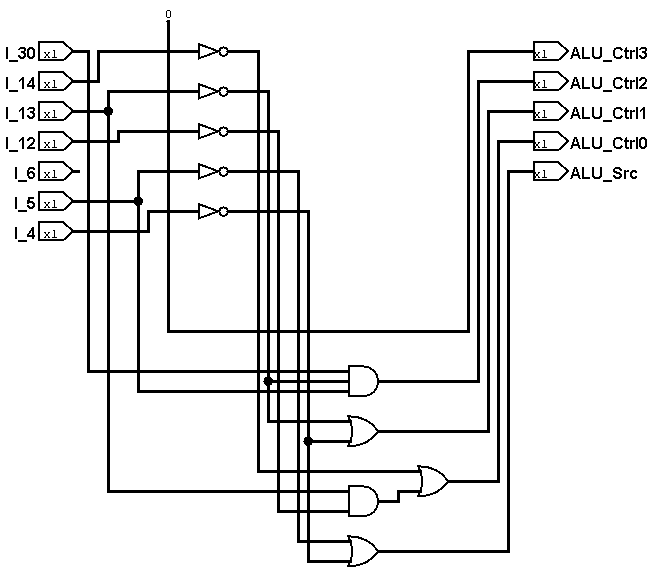 0
I_30 x1 x1 ALU_Ctrl3
I_14 x1 x1 ALU_Ctrl2
I_13 x1 x1 ALU_Ctrl1
I_12 x1 x1 ALU_Ctrl0
I_6 x1 x1 ALU_Src
I_5 x1
I_4 x1